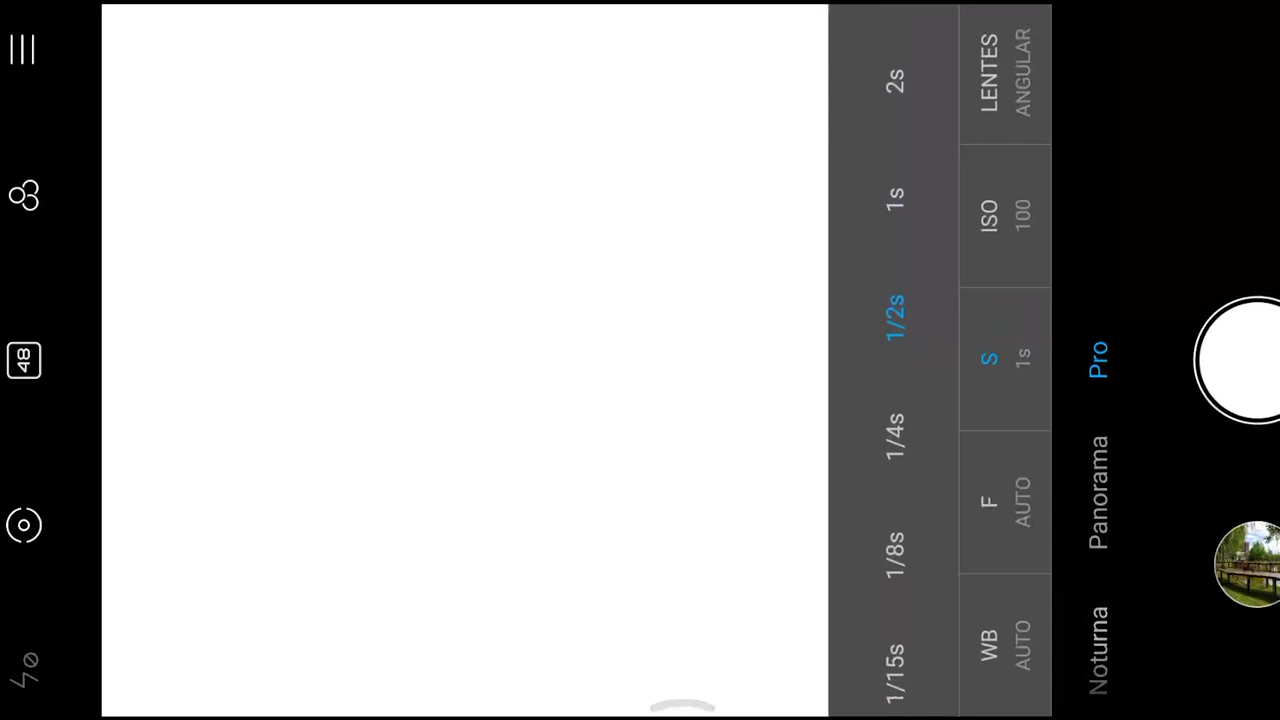 48
WB
AUTO
F
AUTO
S
1s
ISO
100
LENTES
ANGULAR
1/15s
1/8s
1/4s
1/2s
1s
2s
Noturna
Panorama
Pro